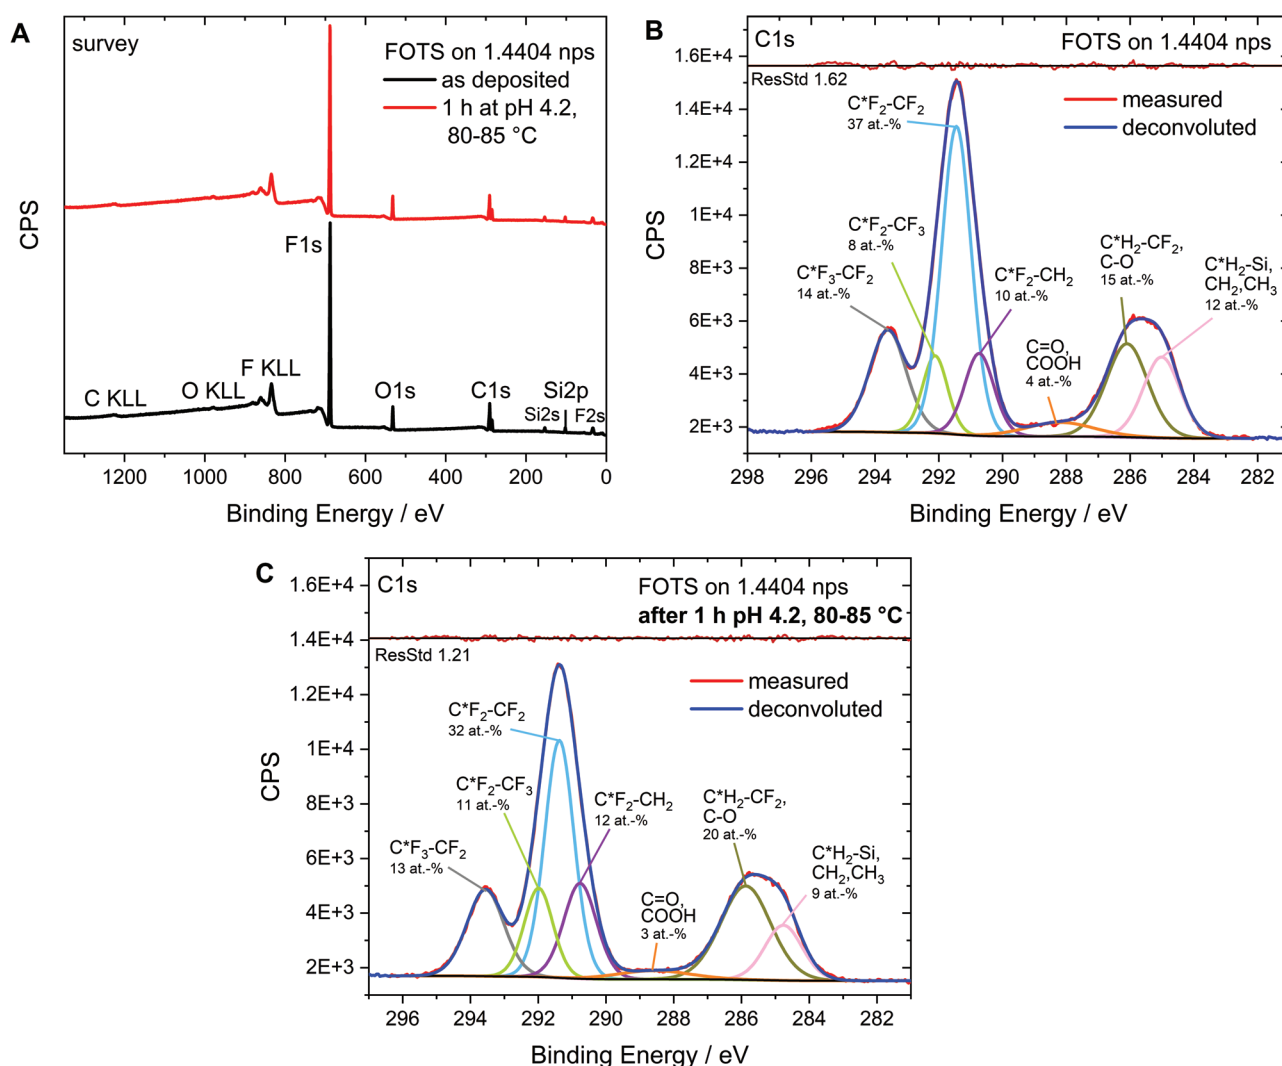 A
survey
FOTS on 1.4404 nps
as deposited
1 h at pH 4.2,
80-85 °C
CPS
F1s
F KLL
O KLL
C KLL
O1s
C1s
Si2p
Si2s
F2s
1200
1000
800
600
400
200
0
Binding Energy / eV
B
C1s
FOTS on 1.4404 nps
ResStd 1.62
measured
deconvoluted
C*F₂-CF₂
37 at.-%
C*F₂-CF₃
8 at.-%
C*F₃-CF₂
14 at.-%
C*F₂-CH₂
10 at.-%
C=O,
COOH
4 at.-%
C*H₂-CF₂,
C-O
15 at.-%
C*H₂-Si,
CH₂,CH₃
12 at.-%
CPS
1.6E+4
1.4E+4
1.2E+4
1E+4
8E+3
6E+3
4E+3
2E+3
298
296
294
292
290
288
286
284
282
Binding Energy / eV
C
C1s
FOTS on 1.4404 nps
after 1 h pH 4.2, 80-85 °C
ResStd 1.21
measured
deconvoluted
C*F₂-CF₂
32 at.-%
C*F₂-CF₃
11 at.-%
C*F₃-CF₂
13 at.-%
C*F₂-CH₂
12 at.-%
C=O,
COOH
3 at.-%
C*H₂-CF₂,
C-O
20 at.-%
C*H₂-Si,
CH₂,CH₃
9 at.-%
CPS
1.6E+4
1.4E+4
1.2E+4
1E+4
8E+3
6E+3
4E+3
2E+3
296
294
292
290
288
286
284
282
Binding Energy / eV